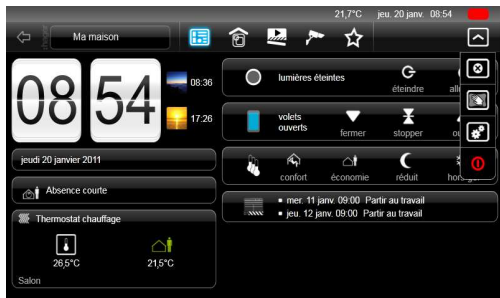 21,7°C jeu. 20 janv. 08:54
Ma maison
08 54
08:36
17:26
jeudi 20 janvier 2011
Absence courte
Thermostat chauffage
26,5°C 21,5°C
Salon
lumières éteintes
éteindre
volets ouverts
fermer stopper
confort économie réduit
mer. 11 janv. 09:00 Partir au travail
jeu. 12 janv. 09:00 Partir au travail